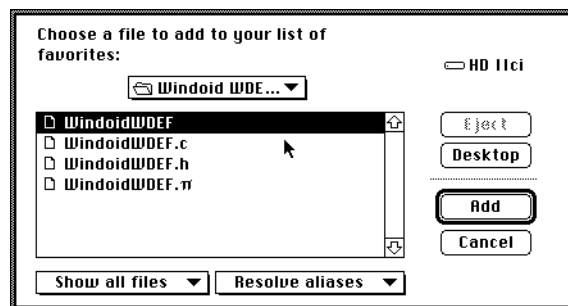 Choose a file to add to your list of
favorites:
HD IIci
Windoid WDE...
WindoidWDEF
WindoidWDEF.c
WindoidWDEF.h
WindoidWDEF.π
Eject
Desktop
Add
Cancel
Show all files
Resolve aliases